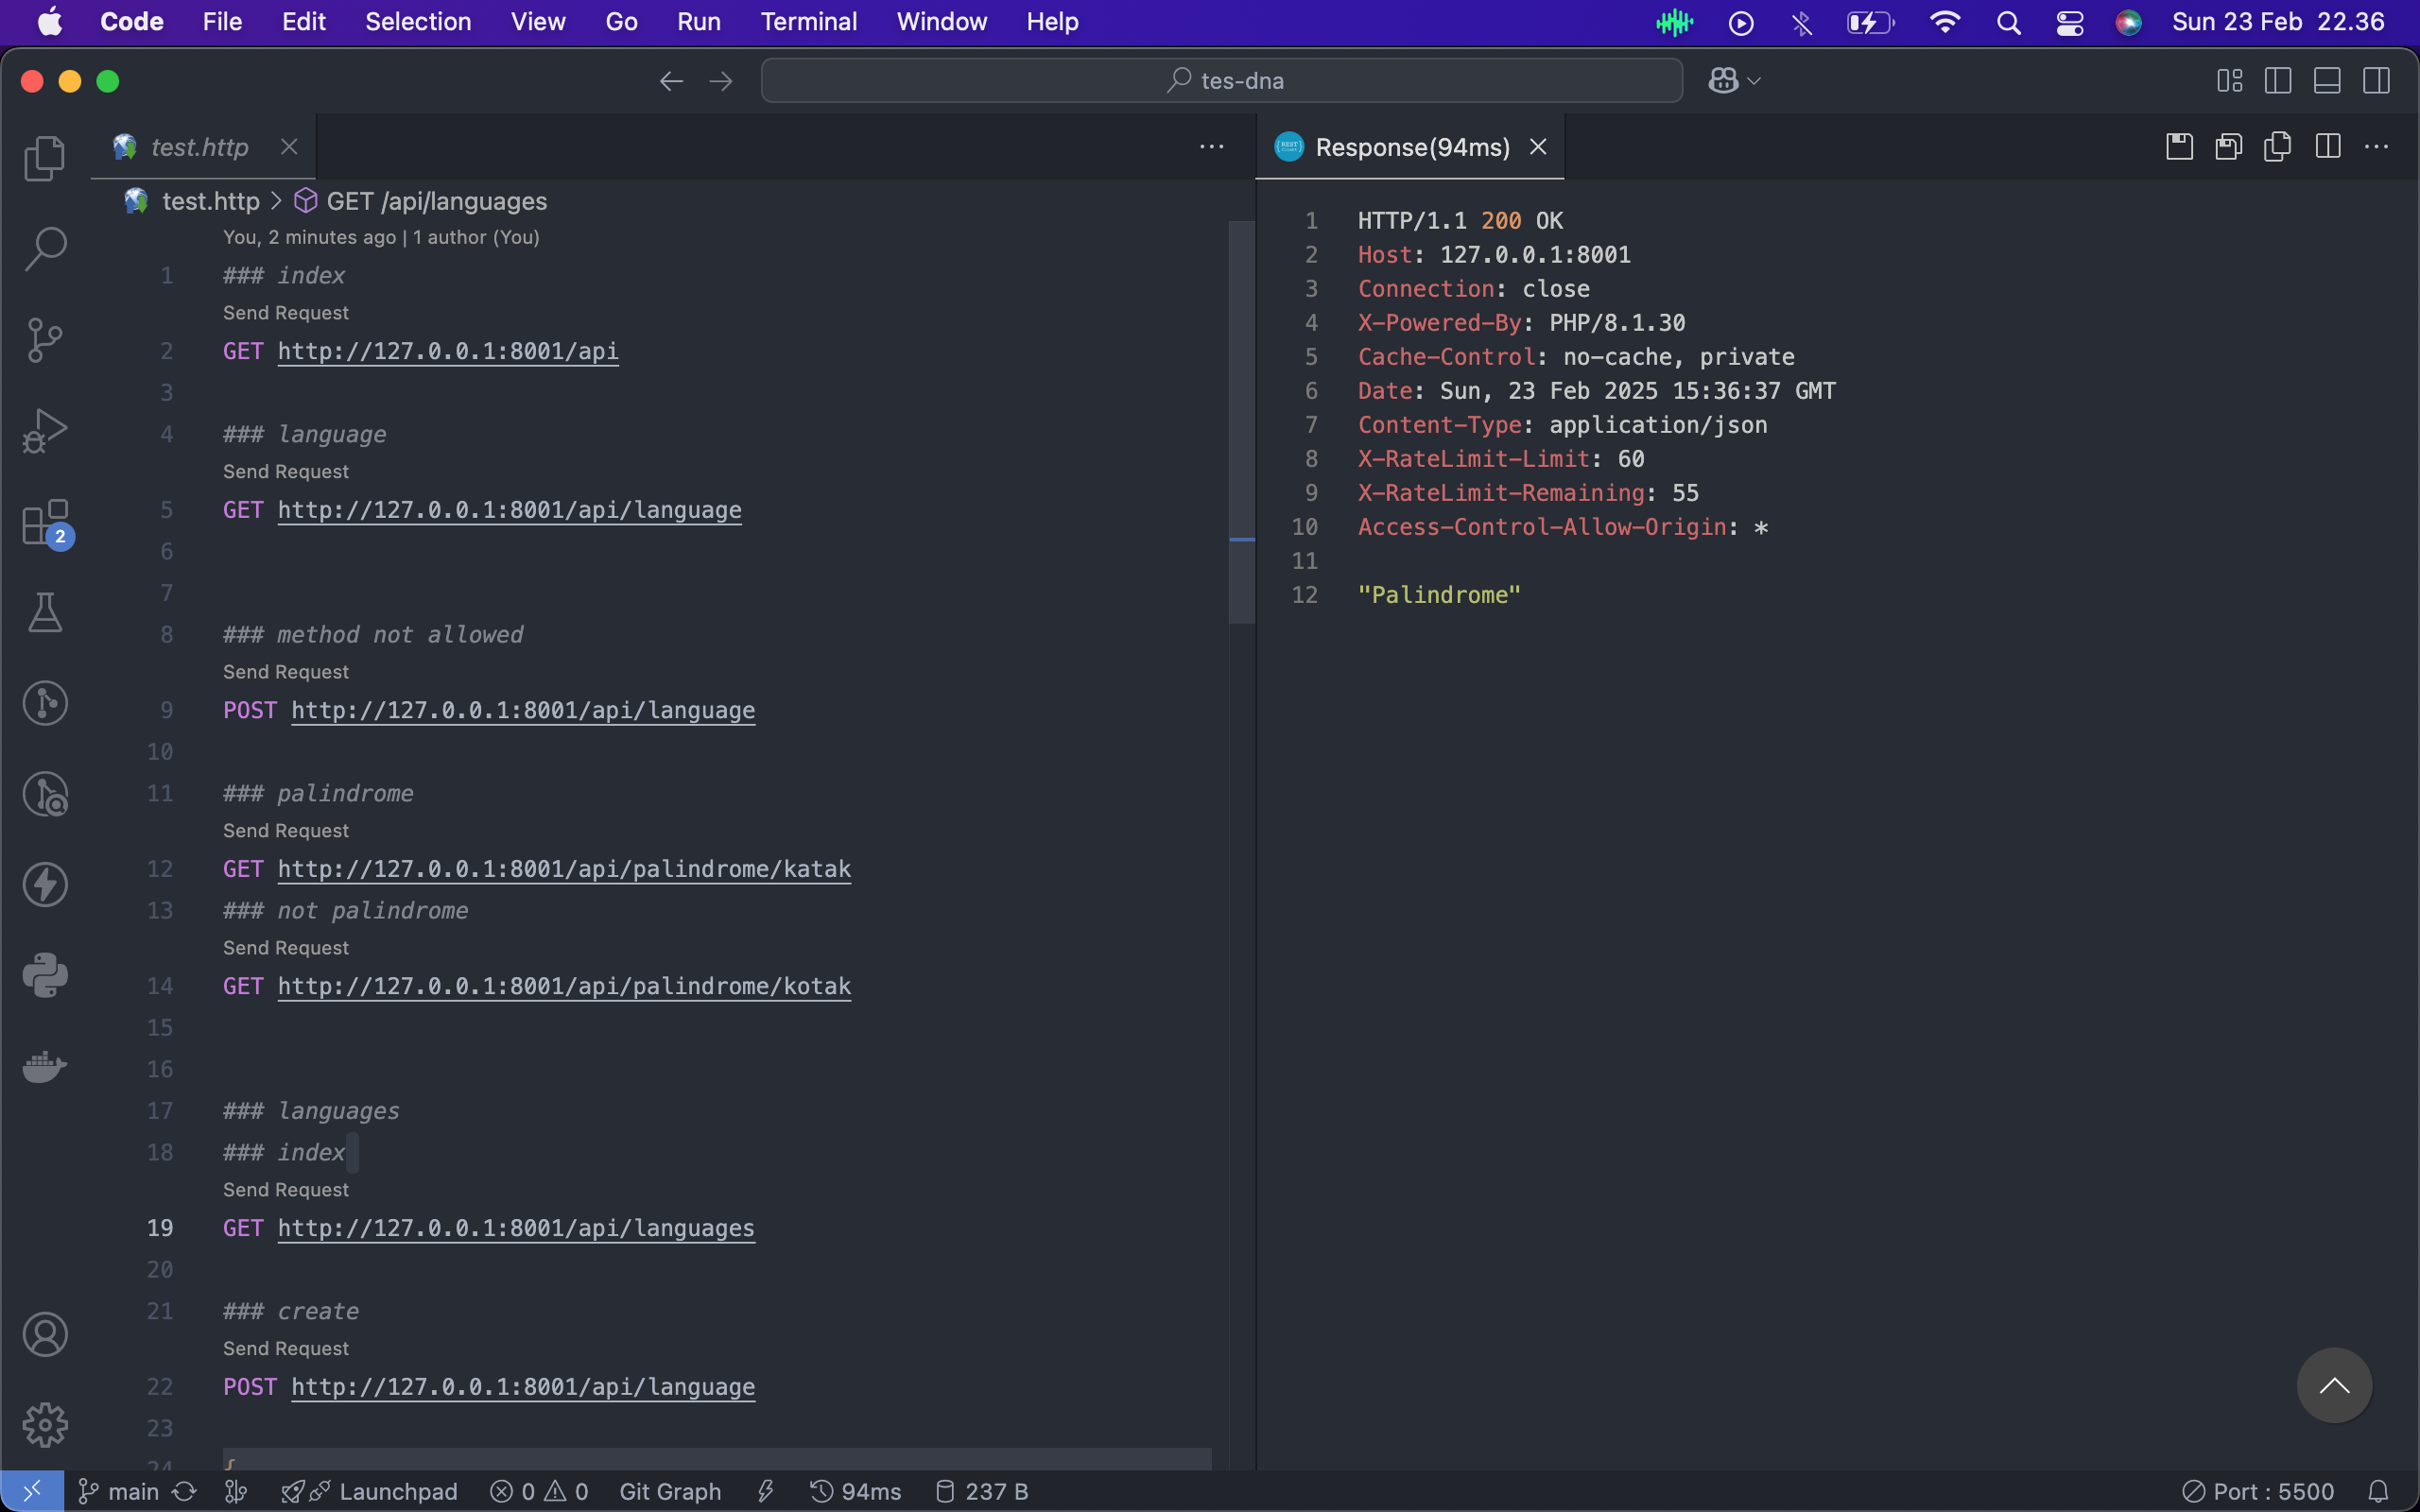 Code File Edit Selection View Go Run Terminal Window Help Sun 23 Feb 22.36
tes-dna
test.http
test.http > GET /api/languages
You, 2 minutes ago | 1 author (You)
1 ### index
Send Request
2 GET http://127.0.0.1:8001/api
3
4 ### language
Send Request
5 GET http://127.0.0.1:8001/api/language
6
7
8 ### method not allowed
Send Request
9 POST http://127.0.0.1:8001/api/language
10
11 ### palindrome
Send Request
12 GET http://127.0.0.1:8001/api/palindrome/katak
13 ### not palindrome
Send Request
14 GET http://127.0.0.1:8001/api/palindrome/kotak
15
16
17 ### languages
18 ### index
Send Request
19 GET http://127.0.0.1:8001/api/languages
20
21 ### create
Send Request
22 POST http://127.0.0.1:8001/api/language
23
24 {
2
Response(94ms)
1 HTTP/1.1 200 OK
2 Host: 127.0.0.1:8001
3 Connection: close
4 X-Powered-By: PHP/8.1.30
5 Cache-Control: no-cache, private
6 Date: Sun, 23 Feb 2025 15:36:37 GMT
7 Content-Type: application/json
8 X-RateLimit-Limit: 60
9 X-RateLimit-Remaining: 55
10 Access-Control-Allow-Origin: *
11
12 "Palindrome"
main Launchpad 0 0 Git Graph 94ms 237 B Port : 5500